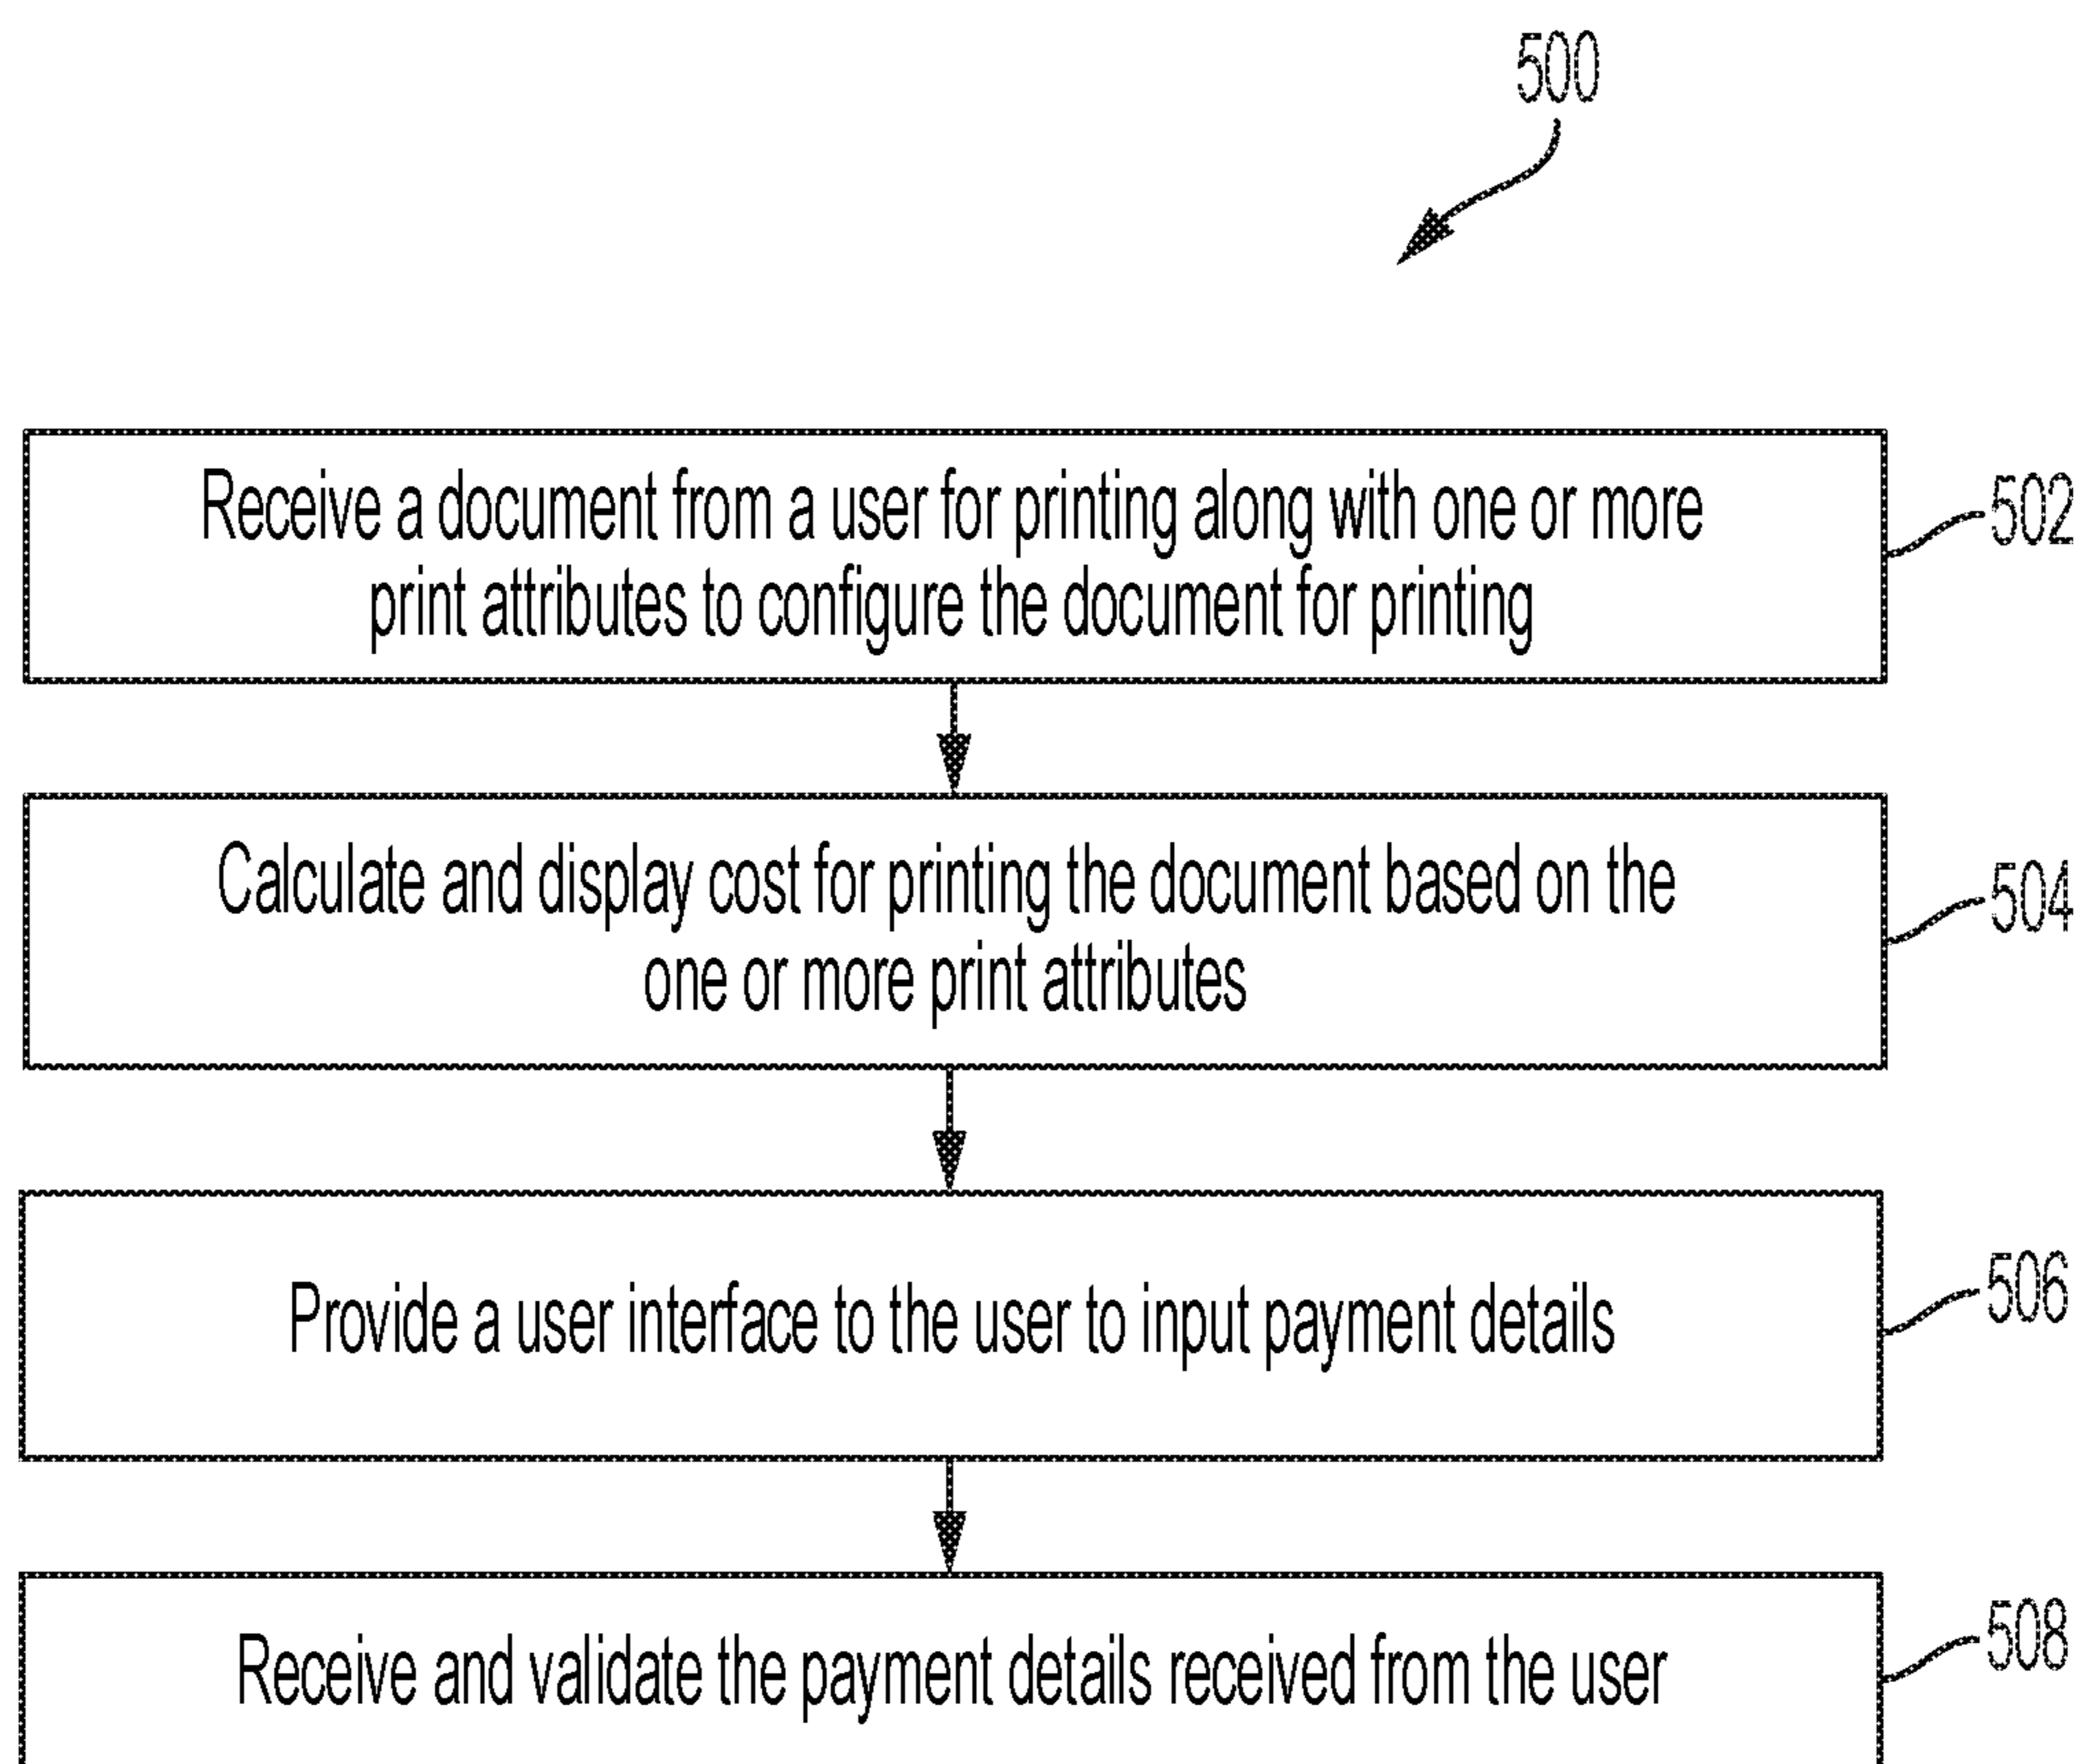 500
Receive a document from a user for printing along with one or more
print attributes to configure the document for printing
502
Calculate and display cost for printing the document based on the
one or more print attributes
504
Provide a user interface to the user to input payment details
506
Receive and validate the payment details received from the user
508